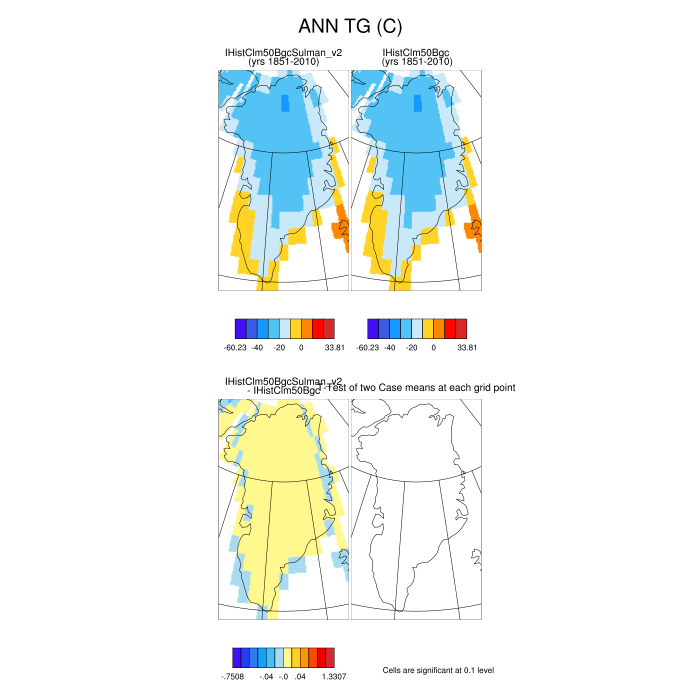 ANN TG (C)
IHistClm50BgcSulman_v2
(yrs 1851-2010)
IHistClm50Bgc
(yrs 1851-2010)
-60.23 -40 -20 0 33.81
-60.23 -40 -20 0 33.81
IHistClm50BgcSulman_v2
- IHistClm50Bgc
T-Test of two Case means at each grid point
-.7508 -.04 -.0 .04 1.3307
Cells are significant at 0.1 level